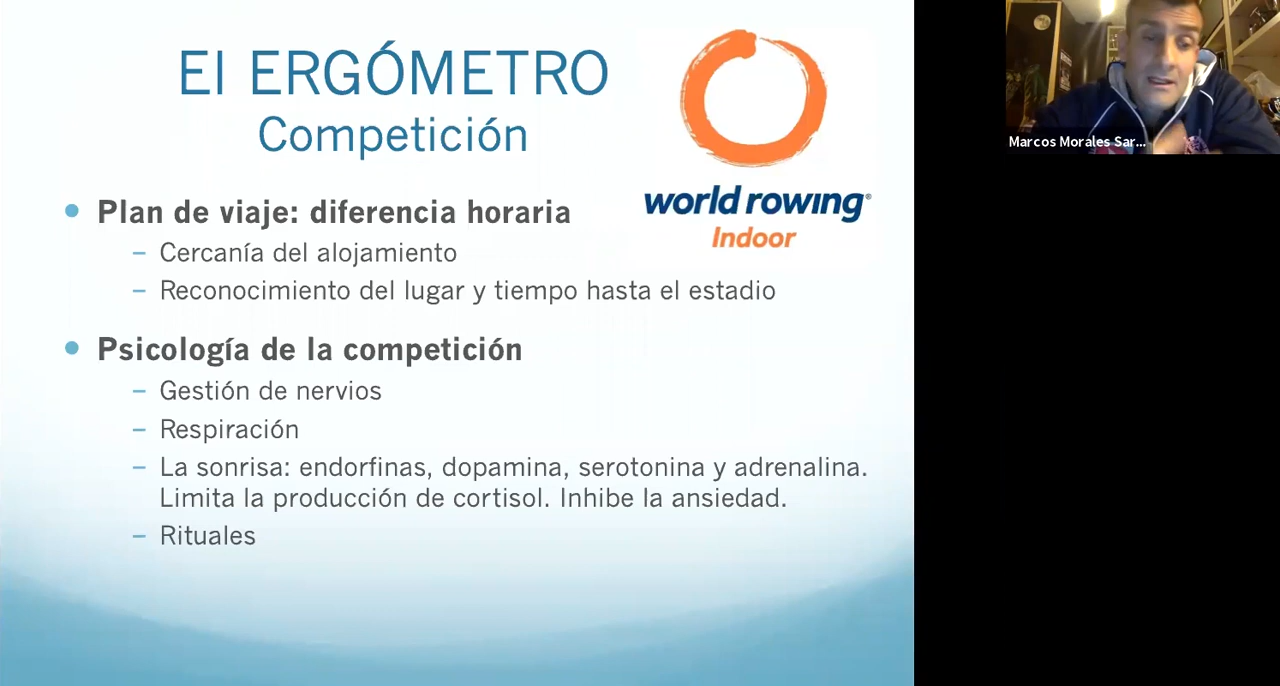 El ERGÓMETRO
Competición
world rowing®
Indoor
• Plan de viaje: diferencia horaria
– Cercanía del alojamiento
– Reconocimiento del lugar y tiempo hasta el estadio
• Psicología de la competición
– Gestión de nervios
– Respiración
– La sonrisa: endorfinas, dopamina, serotonina y adrenalina.
Limita la producción de cortisol. Inhibe la ansiedad.
– Rituales
Marcos Morales Sar...